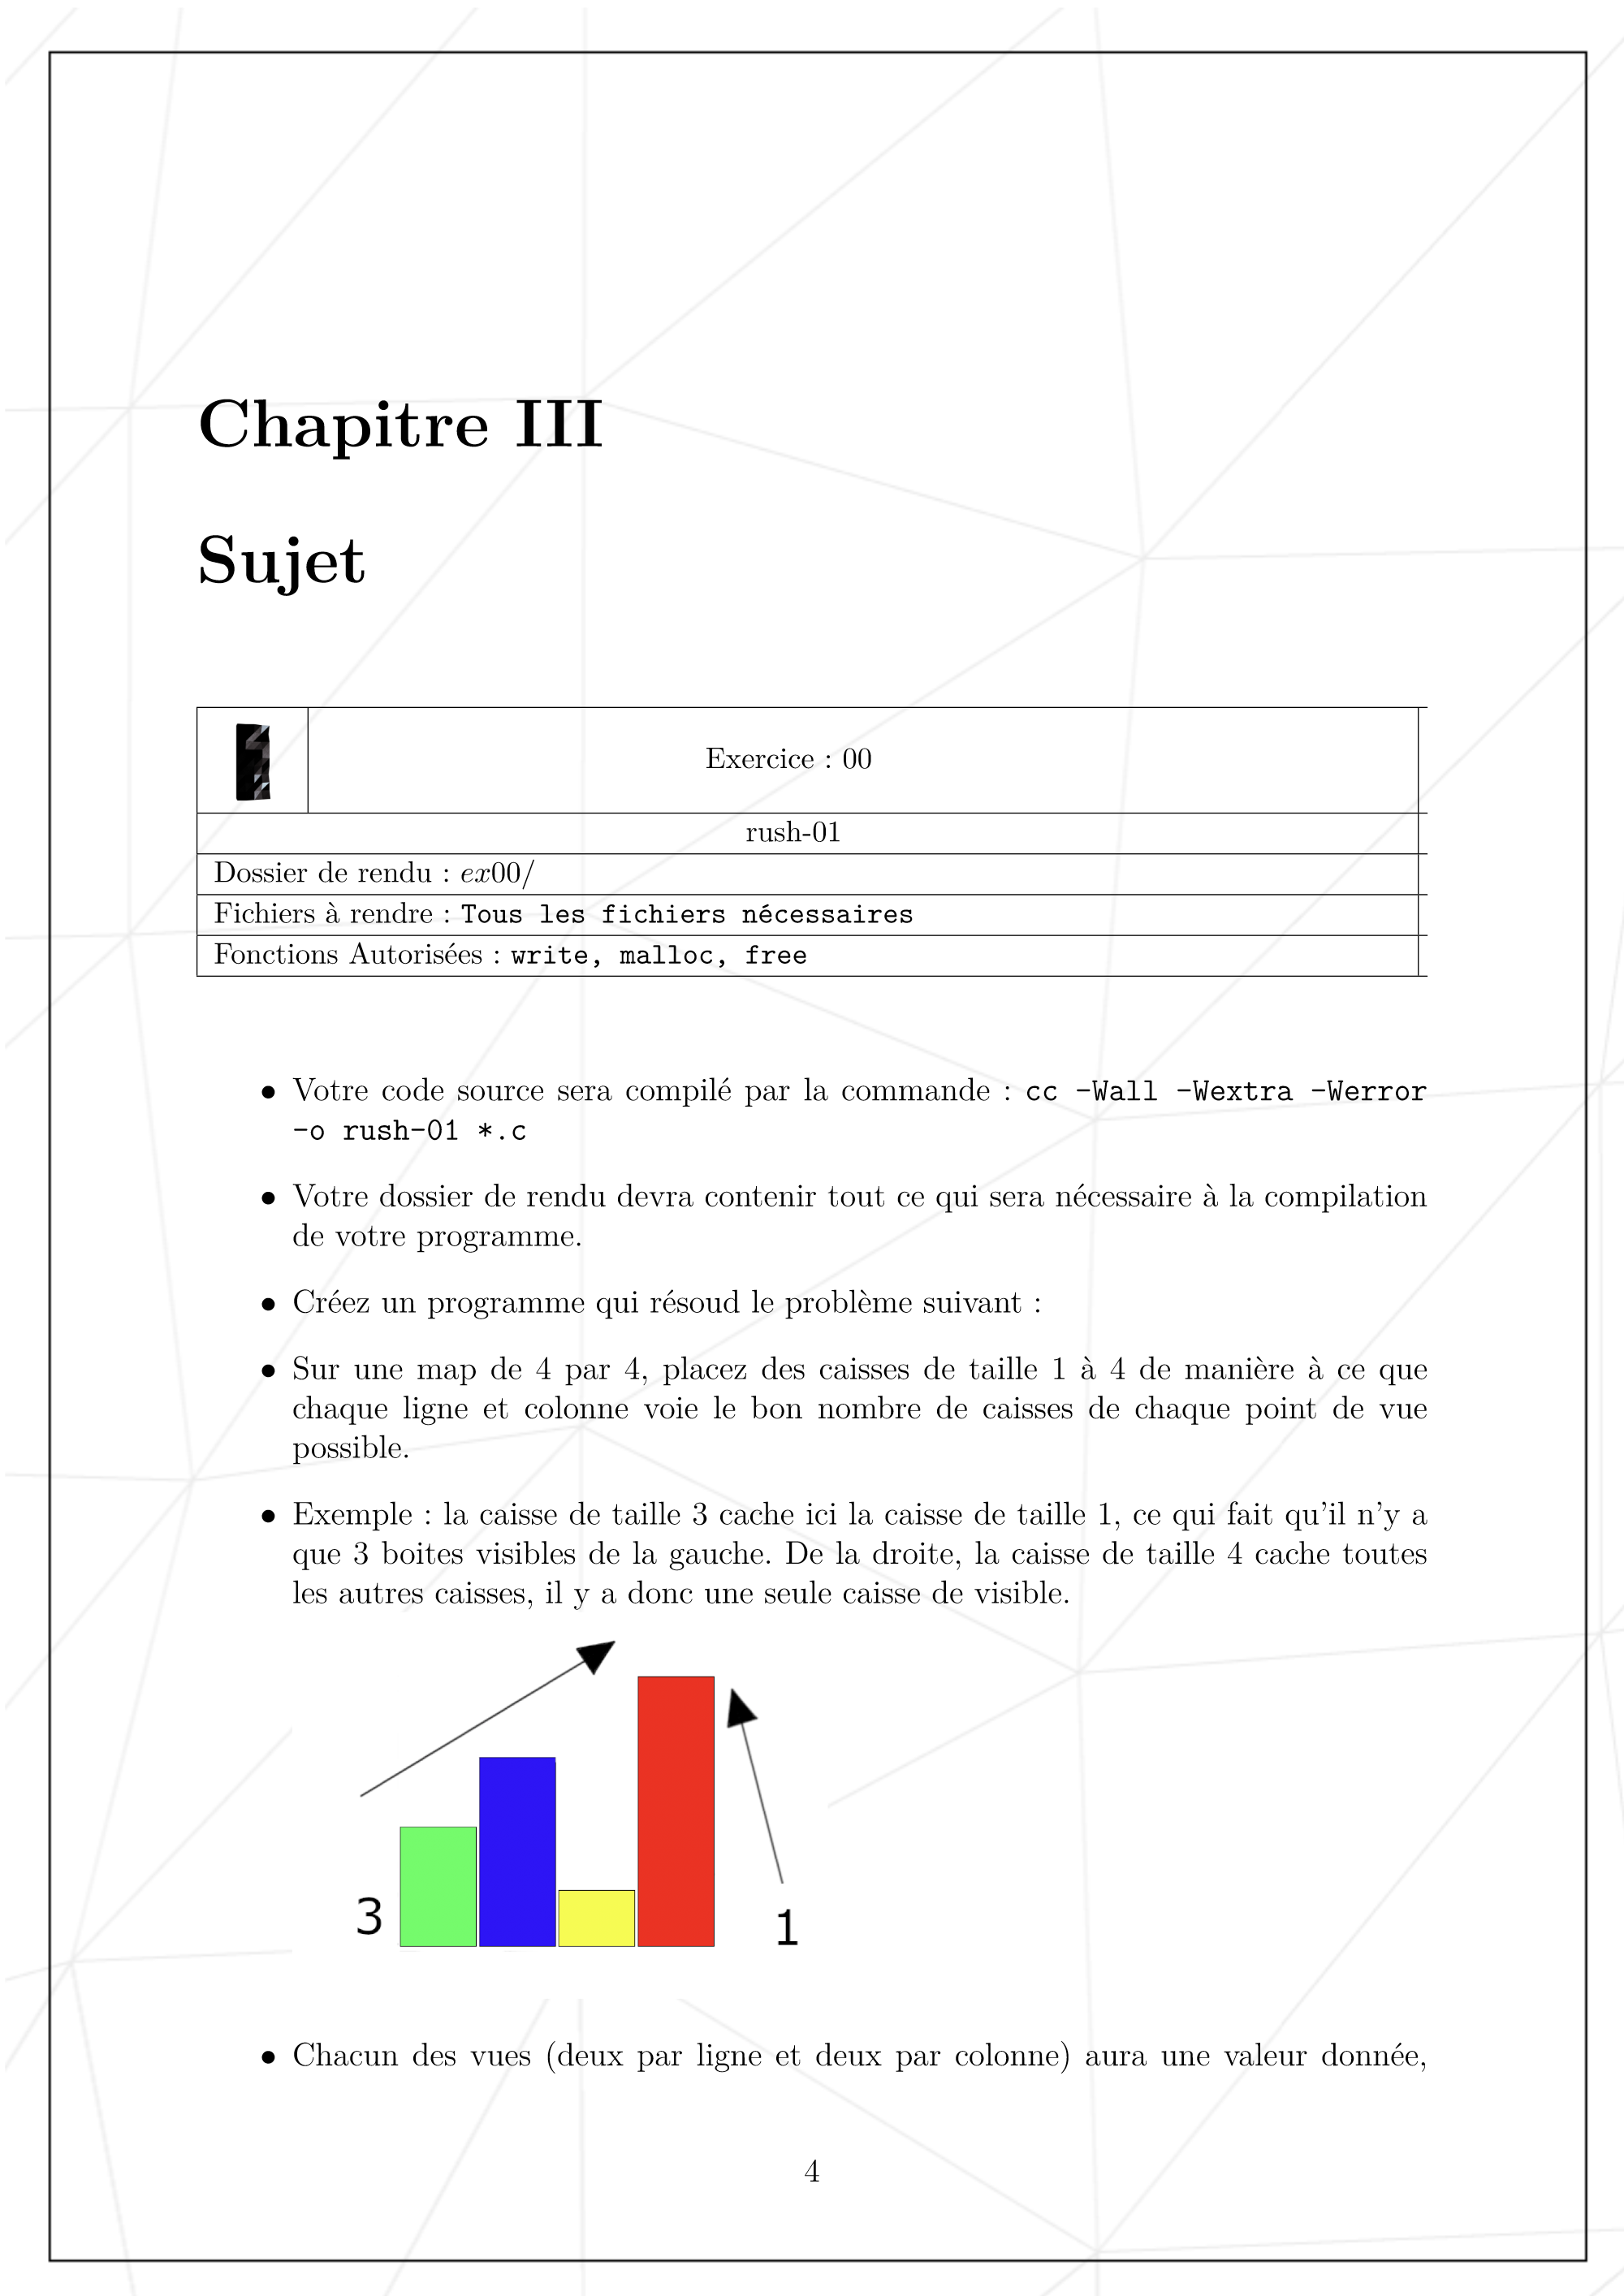 Chapitre III
Sujet
Exercice : 00
rush-01
Dossier de rendu : ex00/
Fichiers à rendre : Tous les fichiers nécessaires
Fonctions Autorisées : write, malloc, free
• Votre code source sera compilé par la commande : cc -Wall -Wextra -Werror
-o rush-01 *.c
• Votre dossier de rendu devra contenir tout ce qui sera nécessaire à la compilation
de votre programme.
• Créez un programme qui résoud le problème suivant :
• Sur une map de 4 par 4, placez des caisses de taille 1 à 4 de manière à ce que
chaque ligne et colonne voie le bon nombre de caisses de chaque point de vue
possible.
• Exemple : la caisse de taille 3 cache ici la caisse de taille 1, ce qui fait qu'il n'y a
que 3 boites visibles de la gauche. De la droite, la caisse de taille 4 cache toutes
les autres caisses, il y a donc une seule caisse de visible.
3 1
• Chacun des vues (deux par ligne et deux par colonne) aura une valeur donnée,
4